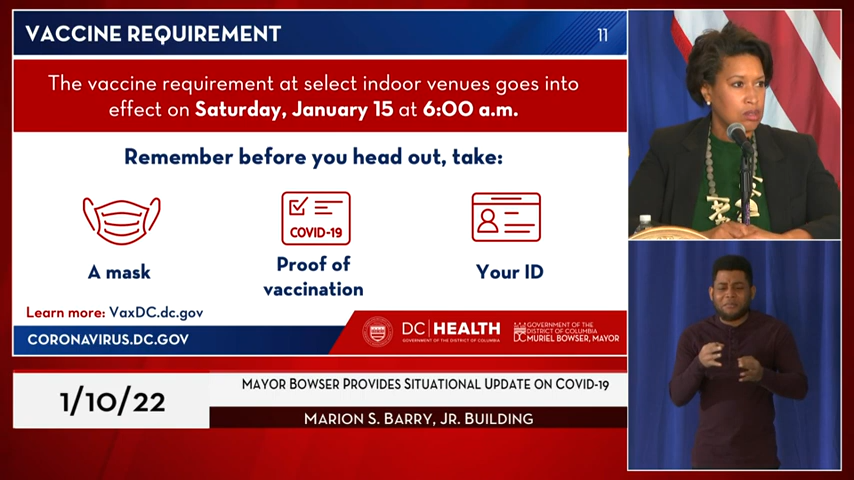 VACCINE REQUIREMENT
11
The vaccine requirement at select indoor venues goes into
effect on Saturday, January 15 at 6:00 a.m.
Remember before you head out, take:
COVID-19
A mask
Proof of
vaccination
Your ID
Learn more: VaxDC.dc.gov
CORONAVIRUS.DC.GOV
DC | HEALTH
GOVERNMENT OF THE DISTRICT OF COLUMBIA
GOVERNMENT OF THE
DISTRICT OF COLUMBIA
MURIEL BOWSER, MAYOR
1/10/22
MAYOR BOWSER PROVIDES SITUATIONAL UPDATE ON COVID-19
MARION S. BARRY, JR. BUILDING